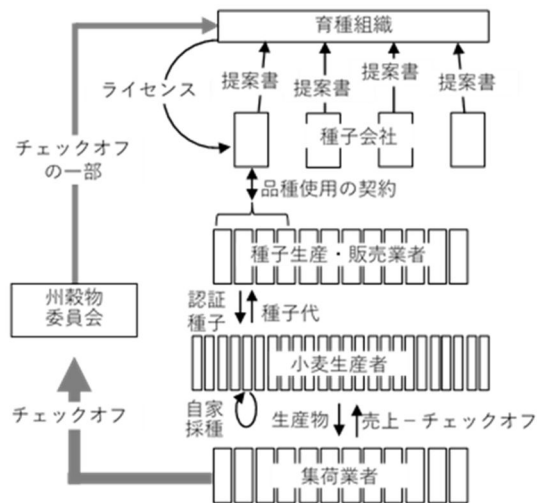 育種組織
提案書
提案書
提案書
提案書
ライセンス
種子会社
チェックオフ
の一部
品種使用の契約
種子生産・販売業者
州穀物
委員会
認証
種子
種子代
小麦生産者
自家
採種
生産物
売上－チェックオフ
チェックオフ
集荷業者